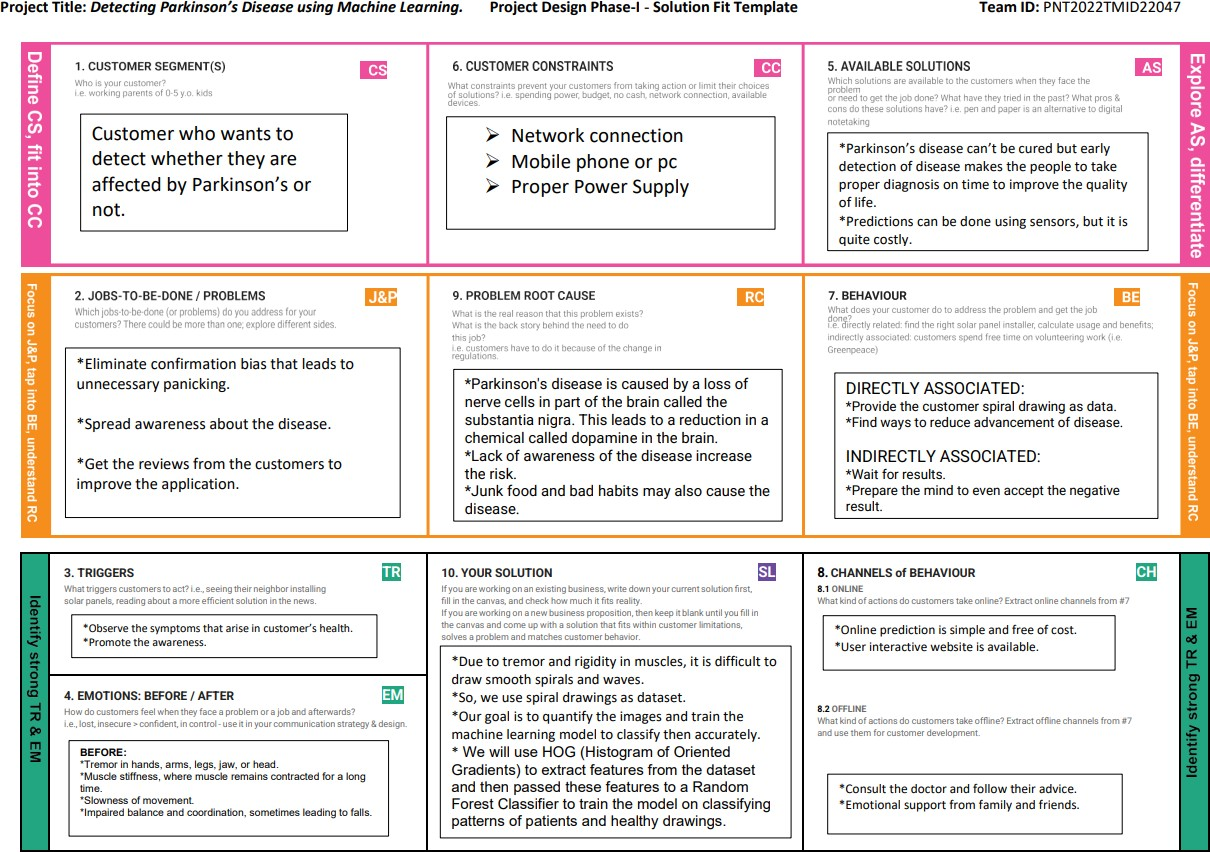 Project Title: Detecting Parkinson's Disease using Machine Learning. Project Design Phase-I - Solution Fit Template Team ID: PNT2022TMID22047
Define CS, fit into CC
1. CUSTOMER SEGMENT(S)
CS
Who is your customer?
i.e. working parents of 0-5 y.o. kids
Customer who wants to
detect whether they are
affected by Parkinson's or
not.
6. CUSTOMER CONSTRAINTS
CC
What constraints prevent your customers from taking action or limit their choices
of solutions? i.e. spending power, budget, no cash, network connection, available
devices.
➢ Network connection
➢ Mobile phone or pc
➢ Proper Power Supply
5. AVAILABLE SOLUTIONS
AS
Which solutions are available to the customers when they face the
problem
or need to get the job done? What have they tried in the past? What pros &
cons do these solutions have? i.e. pen and paper is an alternative to digital
notetaking
*Parkinson's disease can't be cured but early
detection of disease makes the people to take
proper diagnosis on time to improve the quality
of life.
*Predictions can be done using sensors, but it is
quite costly.
Explore AS, differentiate
Focus on J&P, tap into BE, understand RC
2. JOBS-TO-BE-DONE / PROBLEMS
J&P
Which jobs-to-be-done (or problems) do you address for your
customers? There could be more than one; explore different sides.
*Eliminate confirmation bias that leads to
unnecessary panicking.
*Spread awareness about the disease.
*Get the reviews from the customers to
improve the application.
9. PROBLEM ROOT CAUSE
RC
What is the real reason that this problem exists?
What is the back story behind the need to do
this job?
i.e. customers have to do it because of the change in
regulations.
*Parkinson's disease is caused by a loss of
nerve cells in part of the brain called the
substantia nigra. This leads to a reduction in a
chemical called dopamine in the brain.
*Lack of awareness of the disease increase
the risk.
*Junk food and bad habits may also cause the
disease.
7. BEHAVIOUR
BE
What does your customer do to address the problem and get the job
done?
i.e. directly related: find the right solar panel installer, calculate usage and benefits;
indirectly associated: customers spend free time on volunteering work (i.e.
Greenpeace)
DIRECTLY ASSOCIATED:
*Provide the customer spiral drawing as data.
*Find ways to reduce advancement of disease.
INDIRECTLY ASSOCIATED:
*Wait for results.
*Prepare the mind to even accept the negative
result.
Focus on J&P, tap into BE, understand RC
Identify strong TR & EM
3. TRIGGERS
TR
What triggers customers to act? i.e., seeing their neighbor installing
solar panels, reading about a more efficient solution in the news.
*Observe the symptoms that arise in customer's health.
*Promote the awareness.
4. EMOTIONS: BEFORE / AFTER
EM
How do customers feel when they face a problem or a job and afterwards?
i.e., lost, insecure > confident, in control - use it in your communication strategy & design.
BEFORE:
*Tremor in hands, arms, legs, jaw, or head.
*Muscle stiffness, where muscle remains contracted for a long
time.
*Slowness of movement.
*Impaired balance and coordination, sometimes leading to falls.
10. YOUR SOLUTION
SL
If you are working on an existing business, write down your current solution first,
fill in the canvas, and check how much it fits reality.
If you are working on a new business proposition, then keep it blank until you fill in
the canvas and come up with a solution that fits within customer limitations,
solves a problem and matches customer behavior.
*Due to tremor and rigidity in muscles, it is difficult to
draw smooth spirals and waves.
*So, we use spiral drawings as dataset.
*Our goal is to quantify the images and train the
machine learning model to classify then accurately.
* We will use HOG (Histogram of Oriented
Gradients) to extract features from the dataset
and then passed these features to a Random
Forest Classifier to train the model on classifying
patterns of patients and healthy drawings.
8. CHANNELS of BEHAVIOUR
CH
8.1 ONLINE
What kind of actions do customers take online? Extract online channels from #7
*Online prediction is simple and free of cost.
*User interactive website is available.
8.2 OFFLINE
What kind of actions do customers take offline? Extract offline channels from #7
and use them for customer development.
*Consult the doctor and follow their advice.
*Emotional support from family and friends.
Identify strong TR & EM